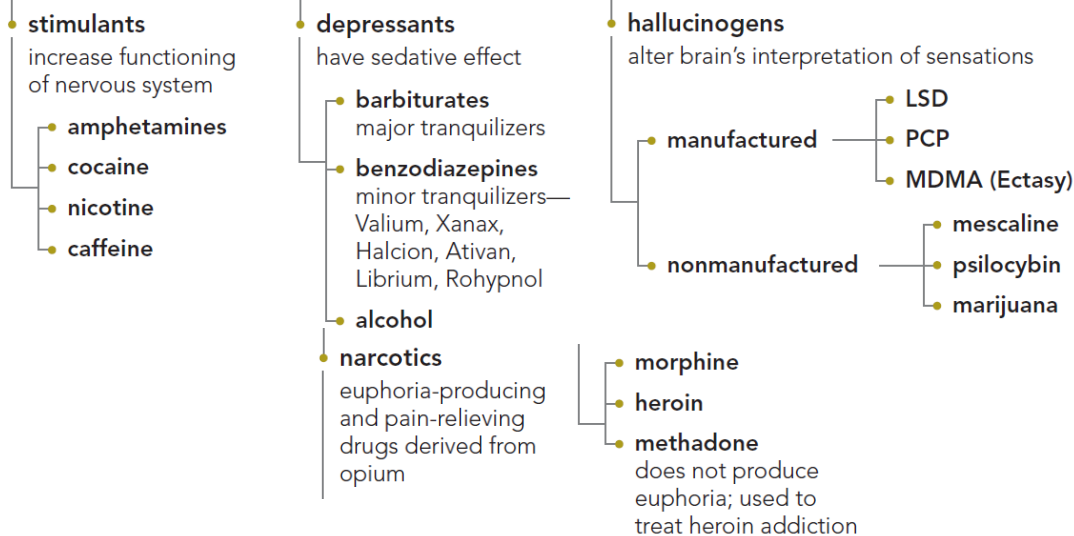 stimulants
increase functioning
of nervous system
amphetamines
cocaine
nicotine
caffeine
depressants
have sedative effect
barbiturates
major tranquilizers
benzodiazepines
minor tranquilizers—
Valium, Xanax,
Halcion, Ativan,
Librium, Rohypnol
alcohol
narcotics
euphoria-producing
and pain-relieving
drugs derived from
opium
morphine
heroin
methadone
does not produce
euphoria; used to
treat heroin addiction
hallucinogens
alter brain’s interpretation of sensations
manufactured
LSD
PCP
MDMA (Ectasy)
nonmanufactured
mescaline
psilocybin
marijuana